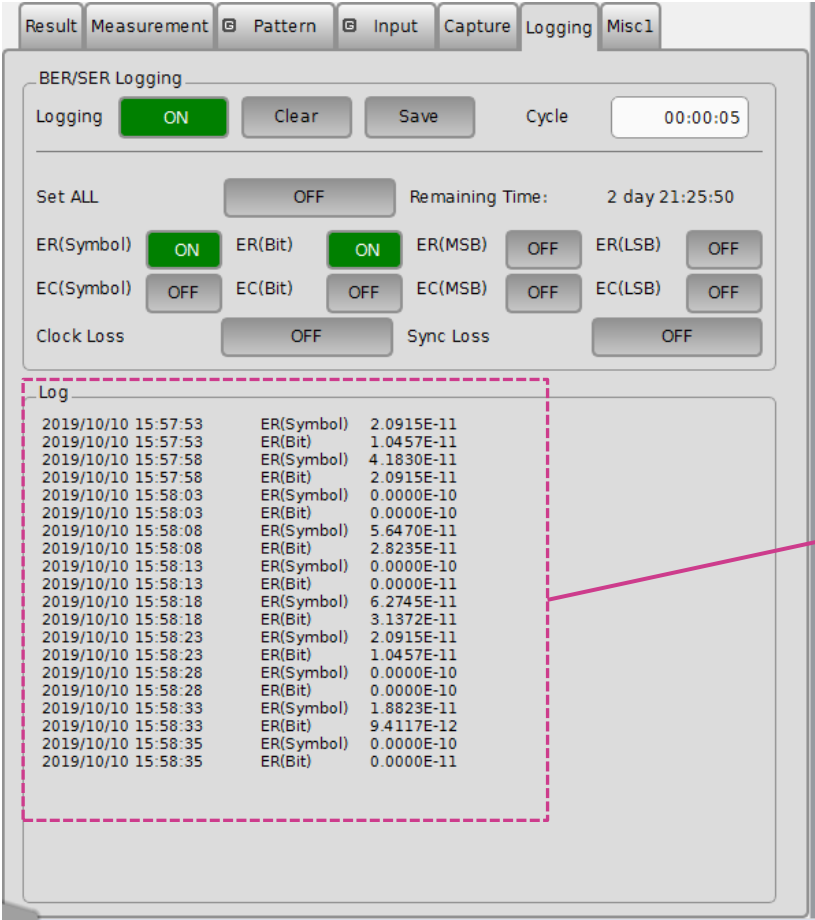 Result Measurement G Pattern G Input Capture Logging Misc1
BER/SER Logging
Logging ON Clear Save Cycle 00:00:05
Set ALL OFF Remaining Time: 2 day 21:25:50
ER(Symbol) ON ER(Bit) ON ER(MSB) OFF ER(LSB) OFF
EC(Symbol) OFF EC(Bit) OFF EC(MSB) OFF EC(LSB) OFF
Clock Loss OFF Sync Loss OFF
Log
2019/10/10 15:57:53 ER(Symbol) 2.0915E-11
2019/10/10 15:57:53 ER(Bit) 1.0457E-11
2019/10/10 15:57:58 ER(Symbol) 4.1830E-11
2019/10/10 15:57:58 ER(Bit) 2.0915E-11
2019/10/10 15:58:03 ER(Symbol) 0.0000E-10
2019/10/10 15:58:03 ER(Bit) 0.0000E-10
2019/10/10 15:58:08 ER(Symbol) 5.6470E-11
2019/10/10 15:58:08 ER(Bit) 2.8235E-11
2019/10/10 15:58:13 ER(Symbol) 0.0000E-10
2019/10/10 15:58:13 ER(Bit) 0.0000E-11
2019/10/10 15:58:18 ER(Symbol) 6.2745E-11
2019/10/10 15:58:18 ER(Bit) 3.1372E-11
2019/10/10 15:58:23 ER(Symbol) 2.0915E-11
2019/10/10 15:58:23 ER(Bit) 1.0457E-11
2019/10/10 15:58:28 ER(Symbol) 0.0000E-10
2019/10/10 15:58:28 ER(Bit) 0.0000E-10
2019/10/10 15:58:33 ER(Symbol) 1.8823E-11
2019/10/10 15:58:33 ER(Bit) 9.4117E-12
2019/10/10 15:58:35 ER(Symbol) 0.0000E-10
2019/10/10 15:58:35 ER(Bit) 0.0000E-11